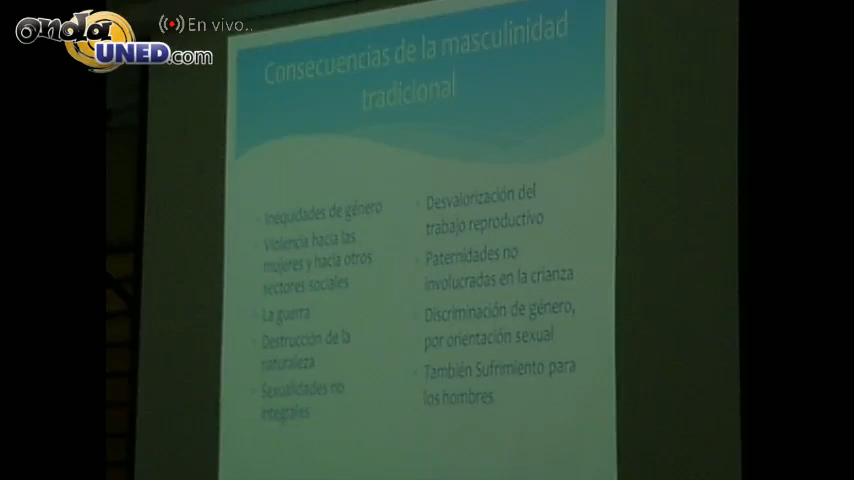 onda
UNED.com
En vivo..
Consecuencias de la masculinidad
tradicional
Inequidades de género
Violencia hacia las
mujeres y hacia otros
sectores sociales
La guerra
Destrucción de la
naturaleza
Sexualidades no
integrales
Desvalorización del
trabajo reproductivo
Paternidades no
involucradas en la crianza
Discriminación de género,
por orientación sexual
También Sufrimiento para
los hombres